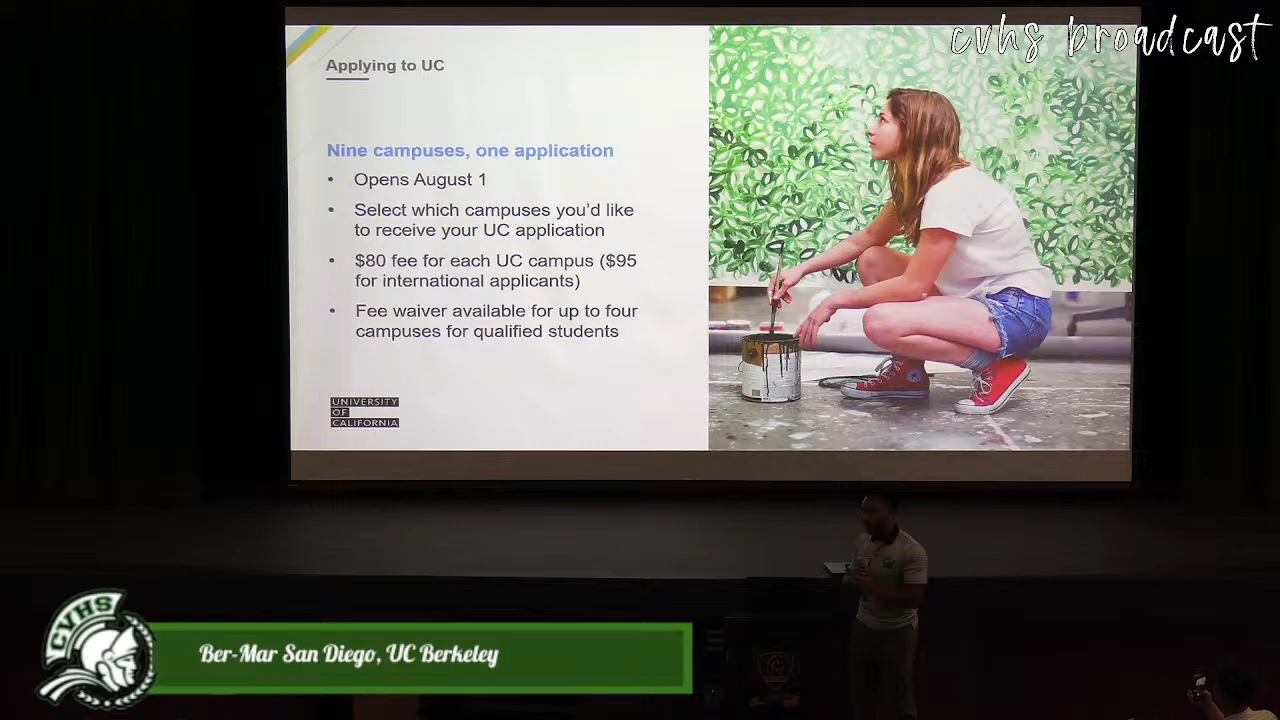 cvhs broadcast
Applying to UC
Nine campuses, one application
• Opens August 1
• Select which campuses you'd like
to receive your UC application
• $80 fee for each UC campus ($95
for international applicants)
• Fee waiver available for up to four
campuses for qualified students
UNIVERSITY
OF
CALIFORNIA
CVHS
Ber-Mar San Diego, UC Berkeley